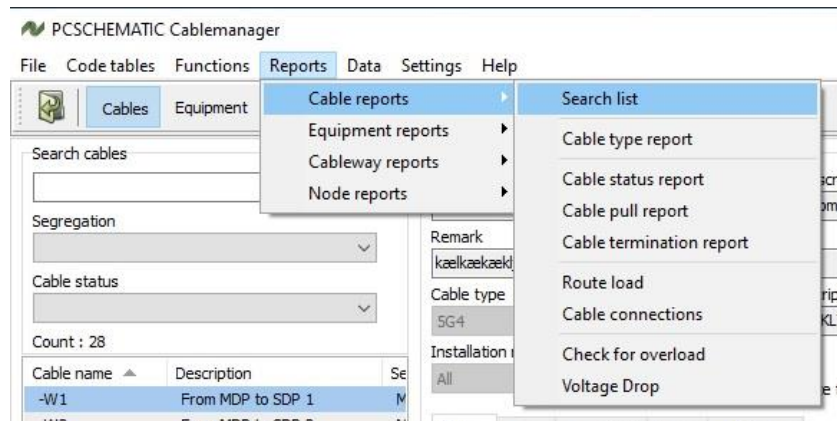 PCSCHEMATIC Cablemanager
File Code tables Functions Reports Data Settings Help
Cables Equipment
Cable reports
Equipment reports
Cableway reports
Node reports
Search list
Cable type report
Cable status report
Cable pull report
Cable termination report
Route load
Cable connections
Check for overload
Voltage Drop
Search cables
Segregation
Cable status
Count : 28
Cable name Description Se
-W1 From MDP to SDP 1 M
Remark
Cable type
5G4
Installation
All